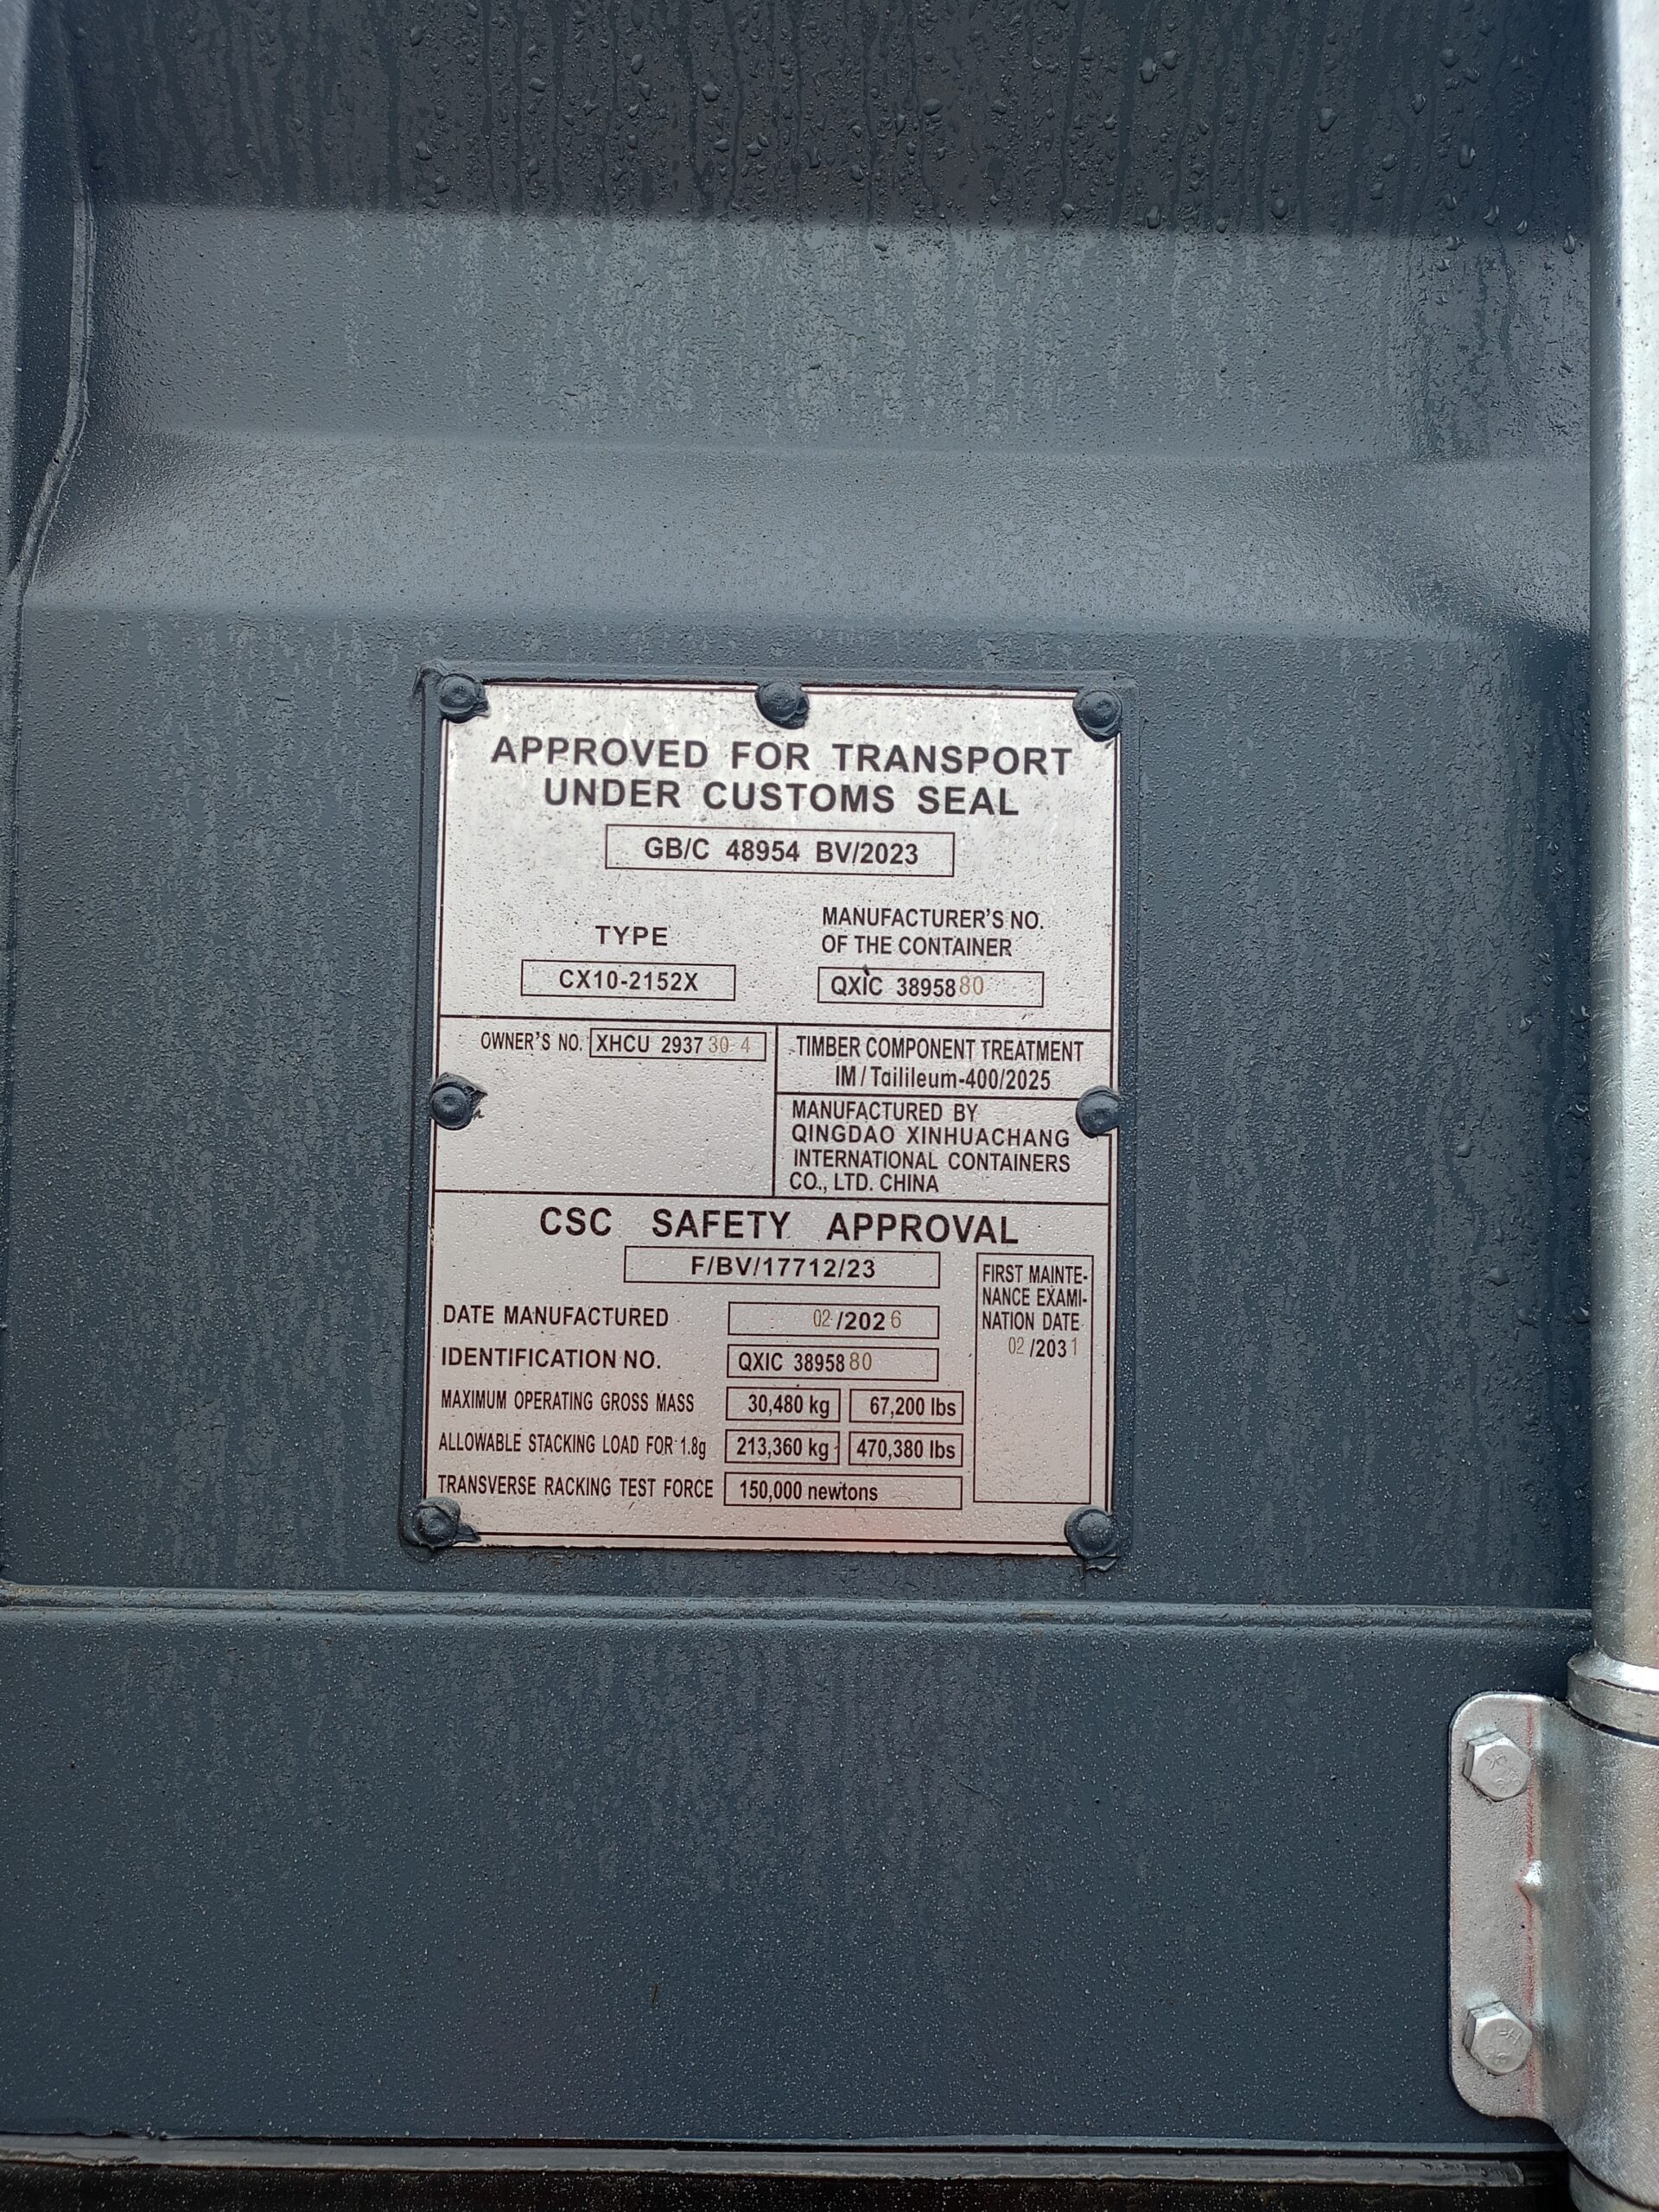 APPROVED FOR TRANSPORT
UNDER CUSTOMS SEAL
GB/C 48954 BV/2023
TYPE
CX10-2152X
MANUFACTURER'S NO.
OF THE CONTAINER
QXIC 3895880
OWNER'S NO. XHCU 293730 4
TIMBER COMPONENT TREATMENT
IM/Tailileum-400/2025
MANUFACTURED BY
QINGDAO XINHUACHANG
INTERNATIONAL CONTAINERS
CO., LTD. CHINA
CSC SAFETY APPROVAL
F/BV/17712/23
DATE MANUFACTURED 02/2026
IDENTIFICATION NO. QXIC 3895880
MAXIMUM OPERATING GROSS MASS 30,480 kg 67,200 lbs
ALLOWABLE STACKING LOAD FOR 1.8g 213,360 kg 470,380 lbs
TRANSVERSE RACKING TEST FORCE 150,000 newtons
FIRST MAINTE-
NANCE EXAMI-
NATION DATE
02/2031